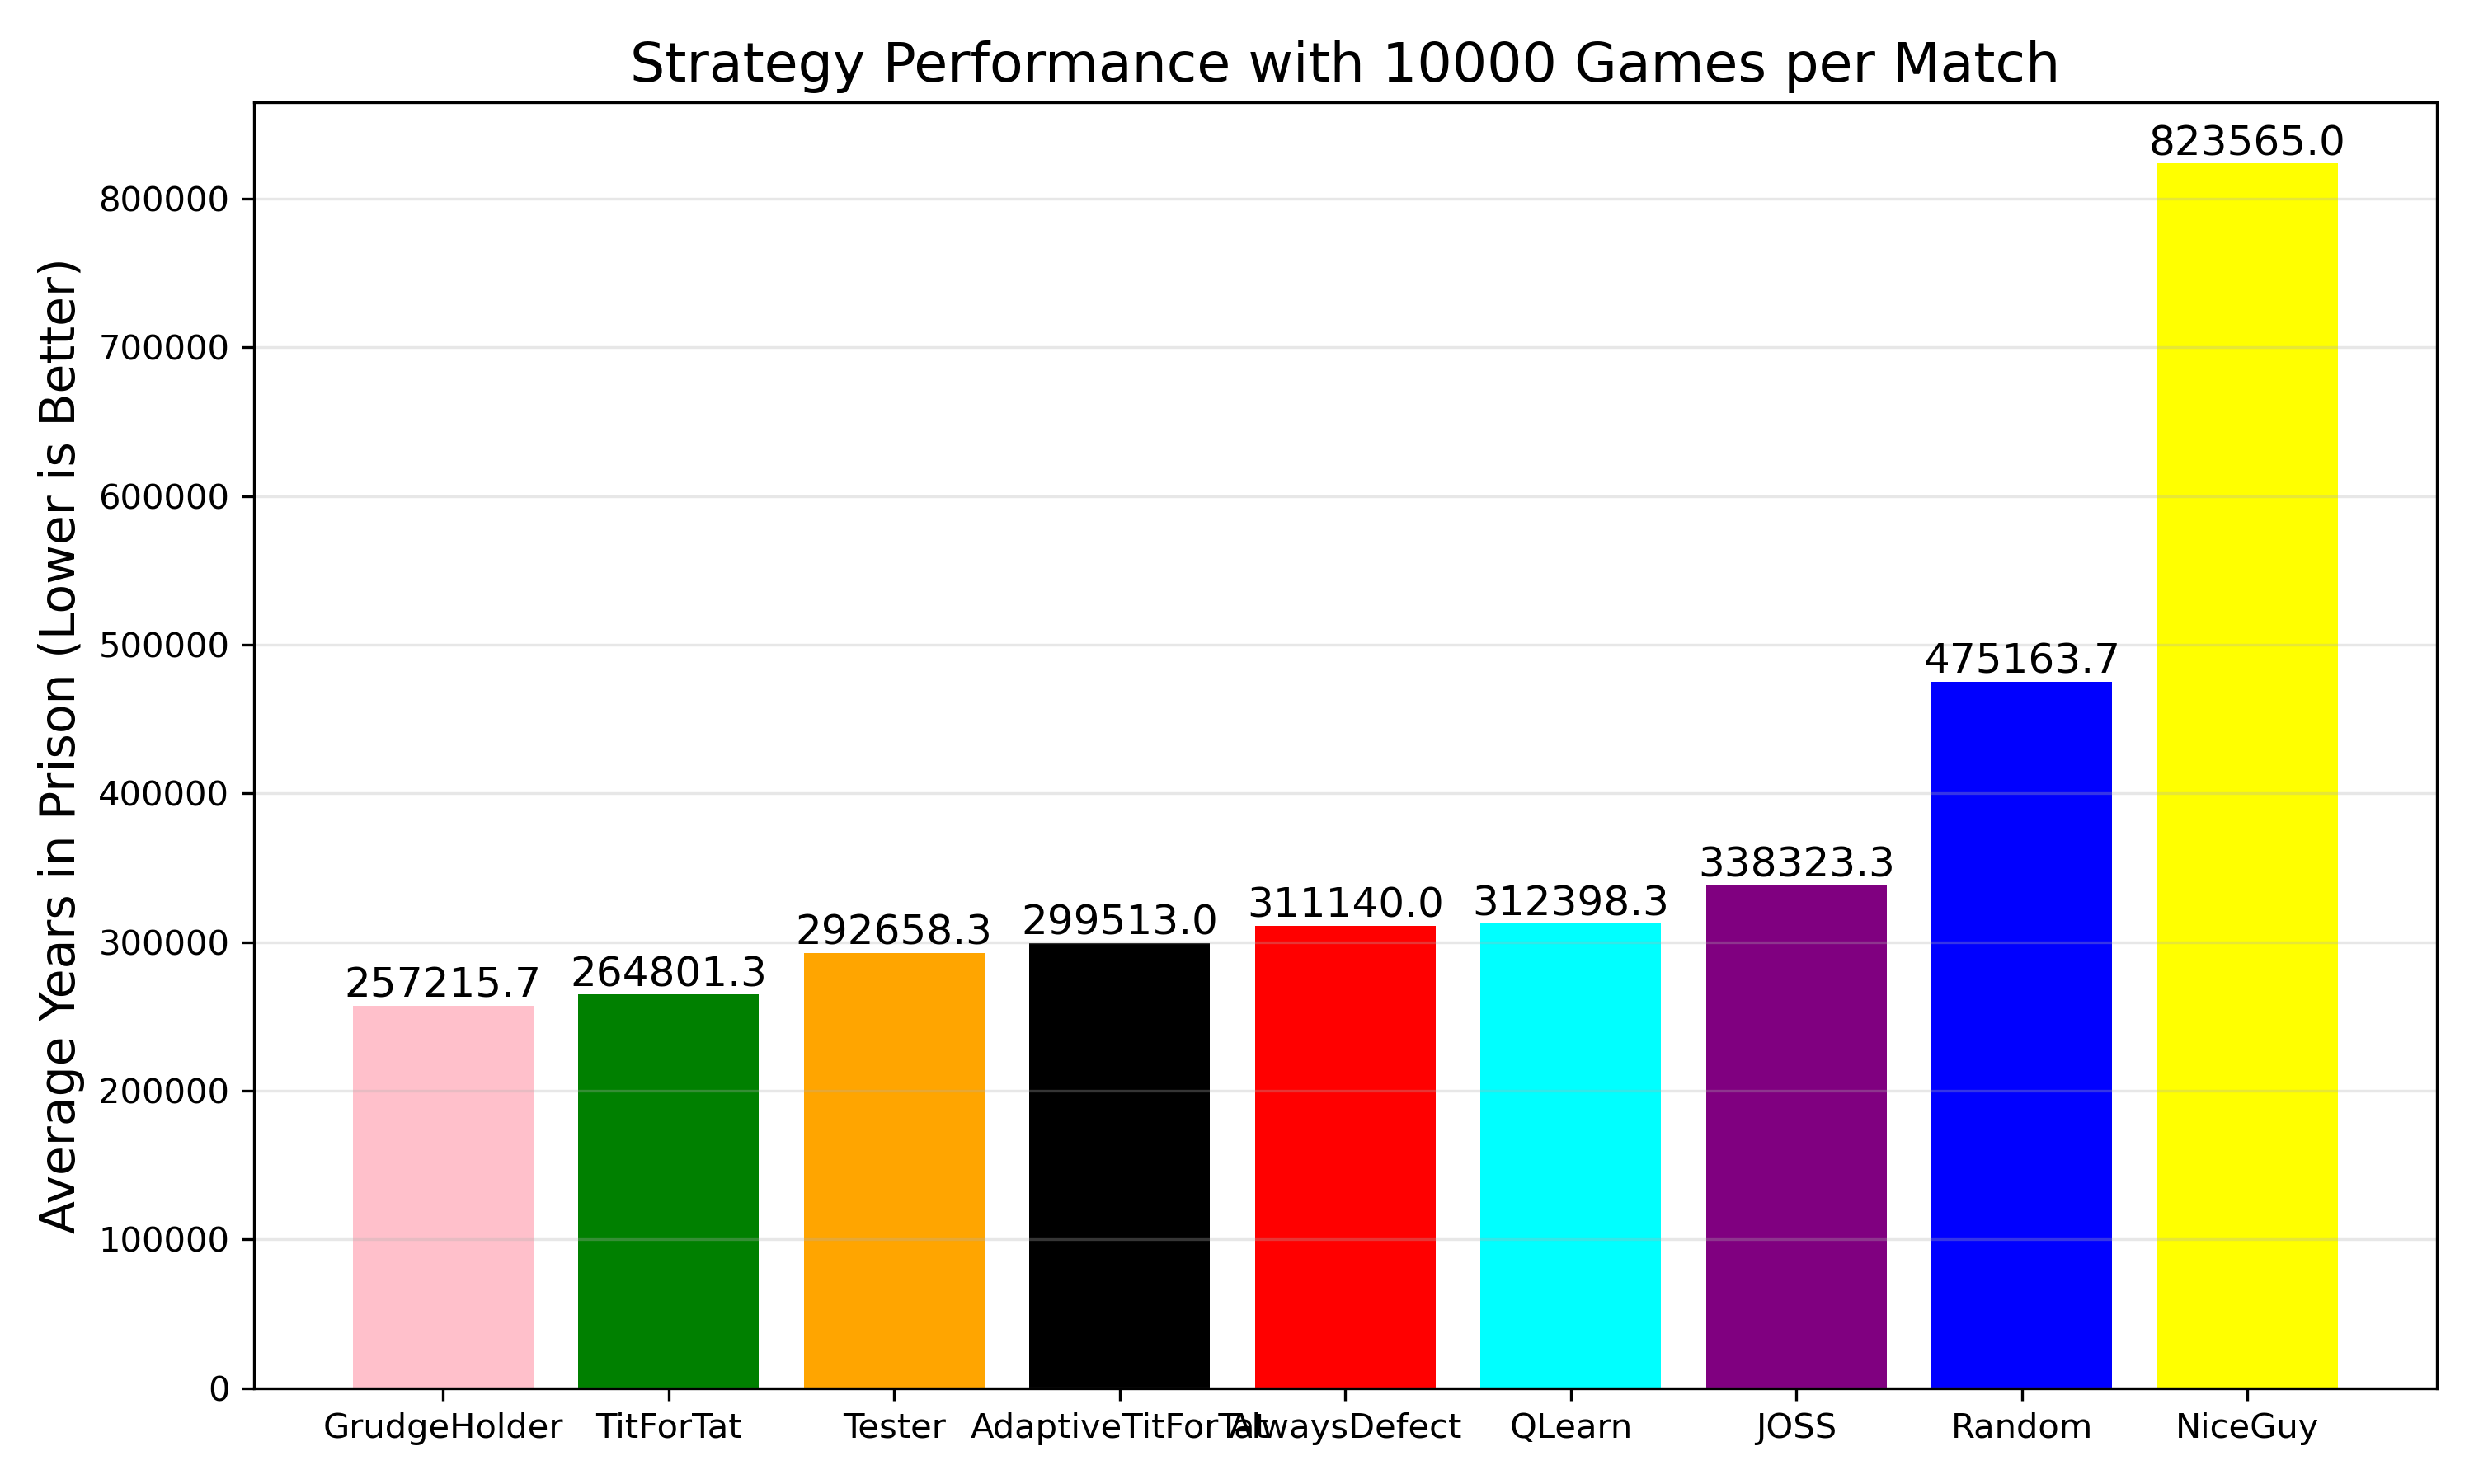 Strategy Performance with 10000 Games per Match
Average Years in Prison (Lower is Better)
800000
700000
600000
500000
400000
300000
200000
100000
0
257215.7
264801.3
292658.3
299513.0
311140.0
312398.3
338323.3
475163.7
823565.0
GrudgeHolder
TitForTat
Tester
AdaptiveTitForTat
AlwaysDefect
QLearn
JOSS
Random
NiceGuy